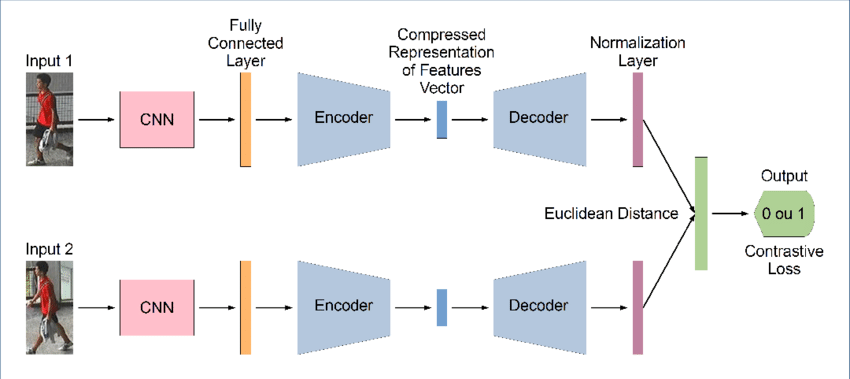 Input 1
CNN
Fully
Connected
Layer
Encoder
Compressed
Representation
of Features
Vector
Decoder
Normalization
Layer
Euclidean Distance
Output
0 ou 1
Contrastive
Loss
Input 2
CNN
Encoder
Decoder